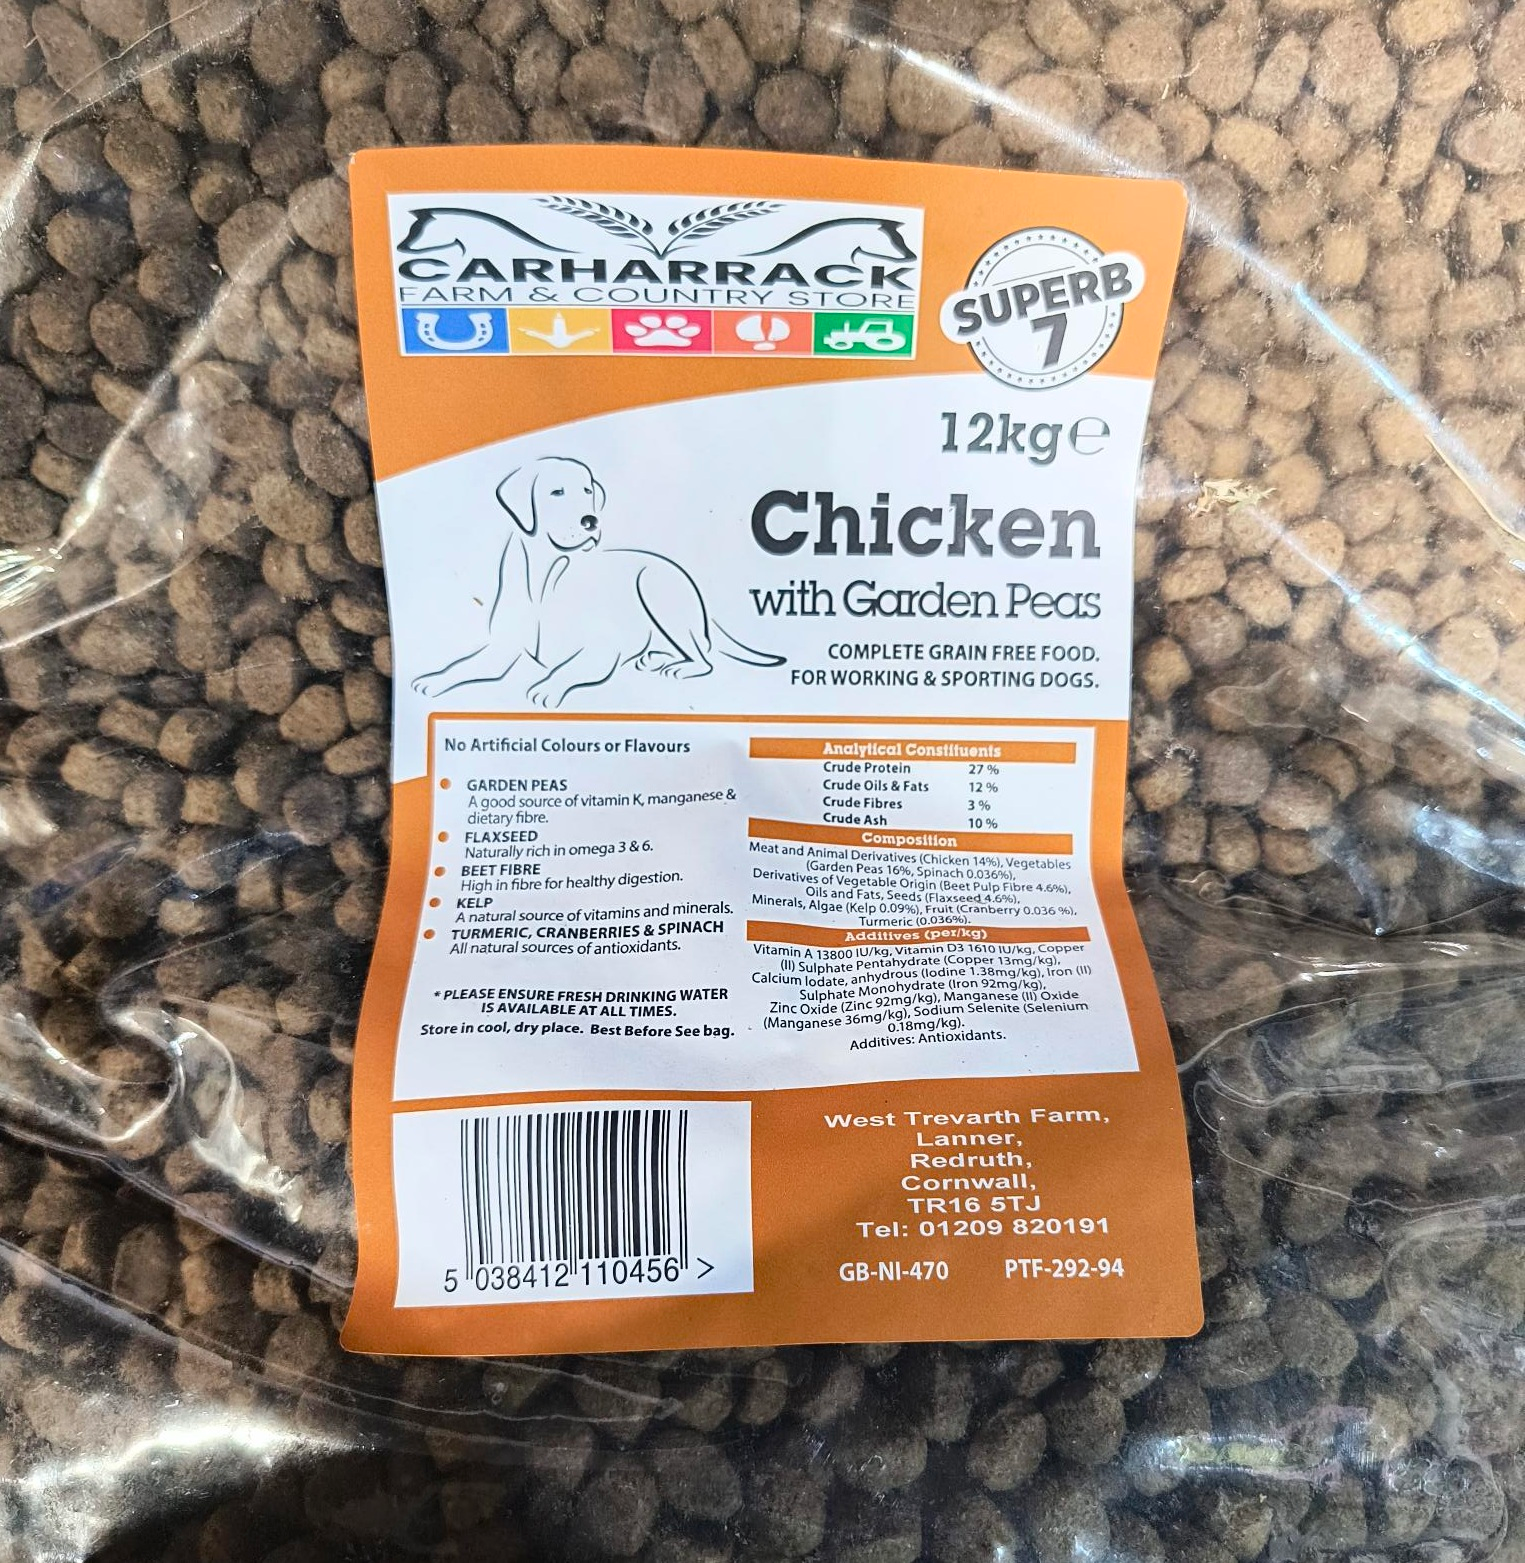 CARHARRACK
FARM & COUNTRY STORE
SUPERB
7
12kg℮
Chicken
with Garden Peas
COMPLETE GRAIN FREE FOOD.
FOR WORKING & SPORTING DOGS.
No Artificial Colours or Flavours
GARDEN PEAS
A good source of vitamin K, manganese &
dietary fibre.
FLAXSEED
Naturally rich in omega 3 & 6.
BEET FIBRE
High in fibre for healthy digestion.
KELP
A natural source of vitamins and minerals.
TURMERIC, CRANBERRIES & SPINACH
All natural sources of antioxidants.
* PLEASE ENSURE FRESH DRINKING WATER
IS AVAILABLE AT ALL TIMES.
Store in cool, dry place. Best Before See bag.
Analytical Constituents
Crude Protein 27 %
Crude Oils & Fats 12 %
Crude Fibres 3 %
Crude Ash 10 %
Composition
Meat and Animal Derivatives (Chicken 14%), Vegetables
(Garden Peas 16%, Spinach 0.036%),
Derivatives of Vegetable Origin (Beet Pulp Fibre 4.6%),
Oils and Fats, Seeds (Flaxseed 4.6%),
Minerals, Algae (Kelp 0.09%), Fruit (Cranberry 0.036 %),
Turmeric (0.036%).
Additives (per/kg)
Vitamin A 13800 IU/kg, Vitamin D3 1610 IU/kg, Copper
(II) Sulphate Pentahydrate (Copper 13mg/kg),
Calcium Iodate, anhydrous (Iodine 1.38mg/kg), Iron (II)
Sulphate Monohydrate (Iron 92mg/kg),
Zinc Oxide (Zinc 92mg/kg), Manganese (II) Oxide
(Manganese 36mg/kg), Sodium Selenite (Selenium
0.18mg/kg).
Additives: Antioxidants.
5 038412 110456 >
West Trevarth Farm,
Lanner,
Redruth,
Cornwall,
TR16 5TJ
Tel: 01209 820191
GB-NI-470 PTF-292-94